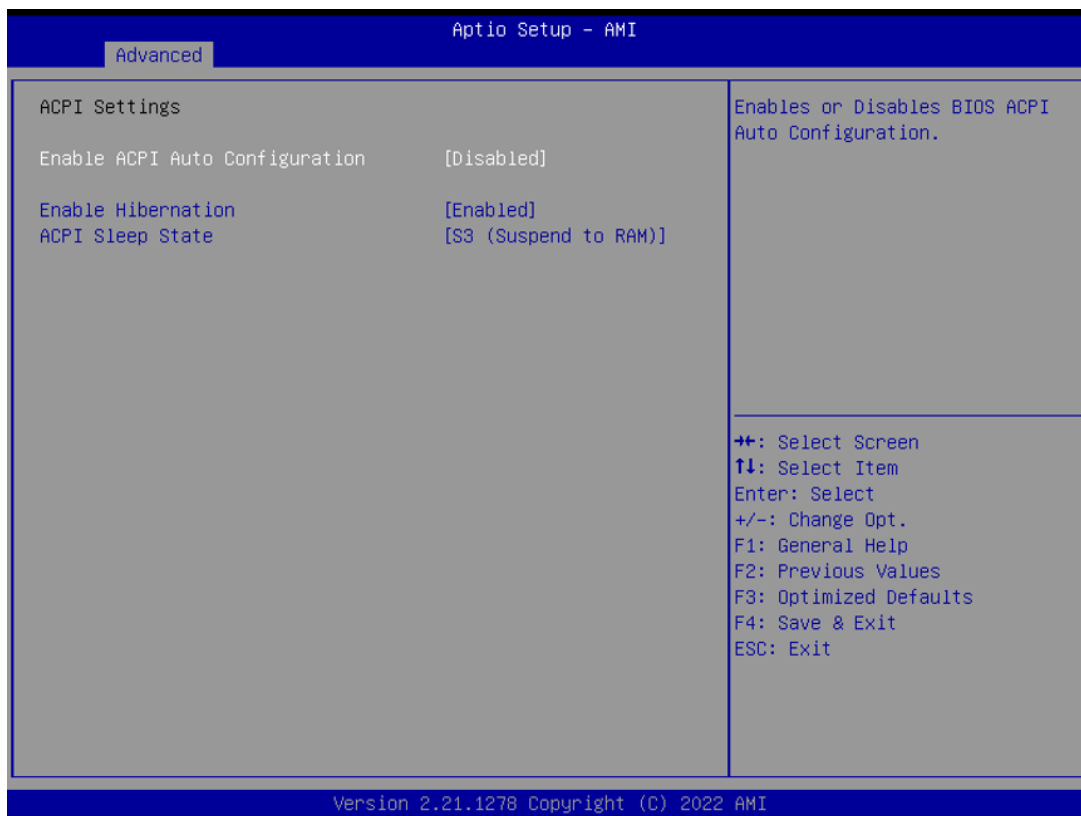 Aptio Setup – AMI
Advanced
ACPI Settings
Enable ACPI Auto Configuration [Disabled]
Enable Hibernation [Enabled]
ACPI Sleep State [S3 (Suspend to RAM)]
Enables or Disables BIOS ACPI
Auto Configuration.
→←: Select Screen
↑↓: Select Item
Enter: Select
+/-: Change Opt.
F1: General Help
F2: Previous Values
F3: Optimized Defaults
F4: Save & Exit
ESC: Exit
Version 2.21.1278 Copyright (C) 2022 AMI